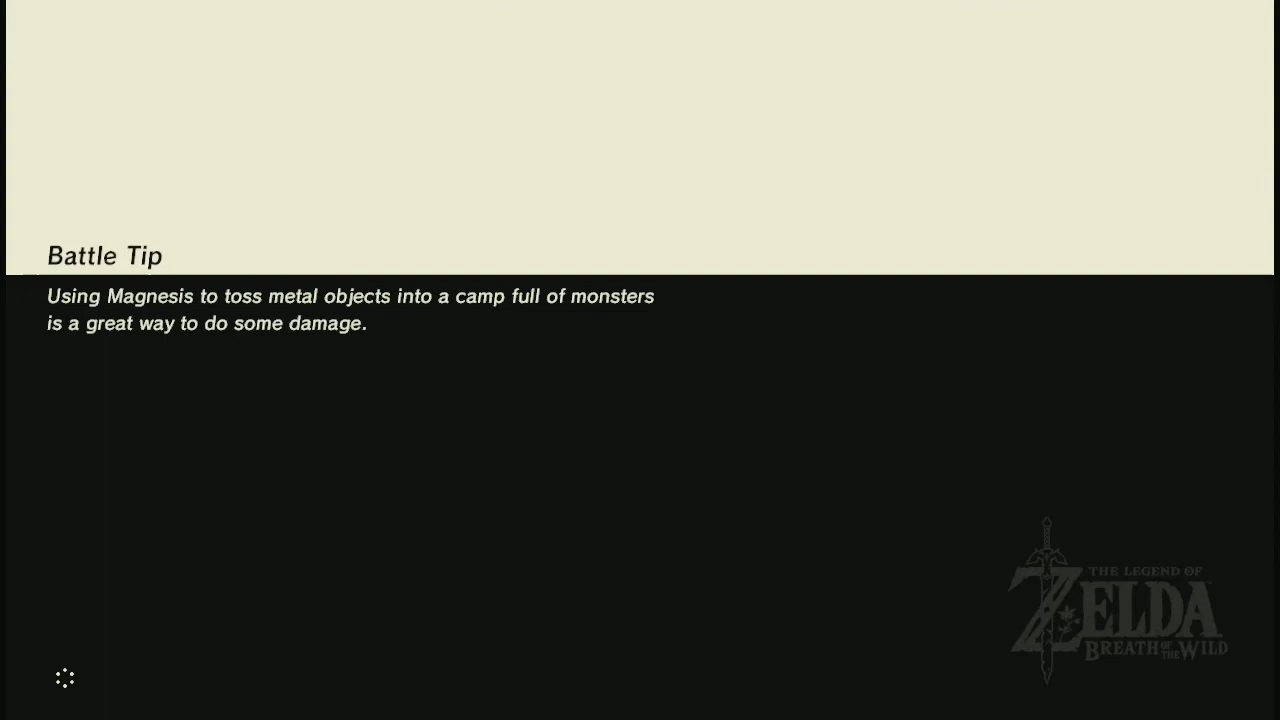 Battle Tip
Using Magnesis to toss metal objects into a camp full of monsters
is a great way to do some damage.
THE LEGEND OF
ZELDA
BREATH OF THE WILD